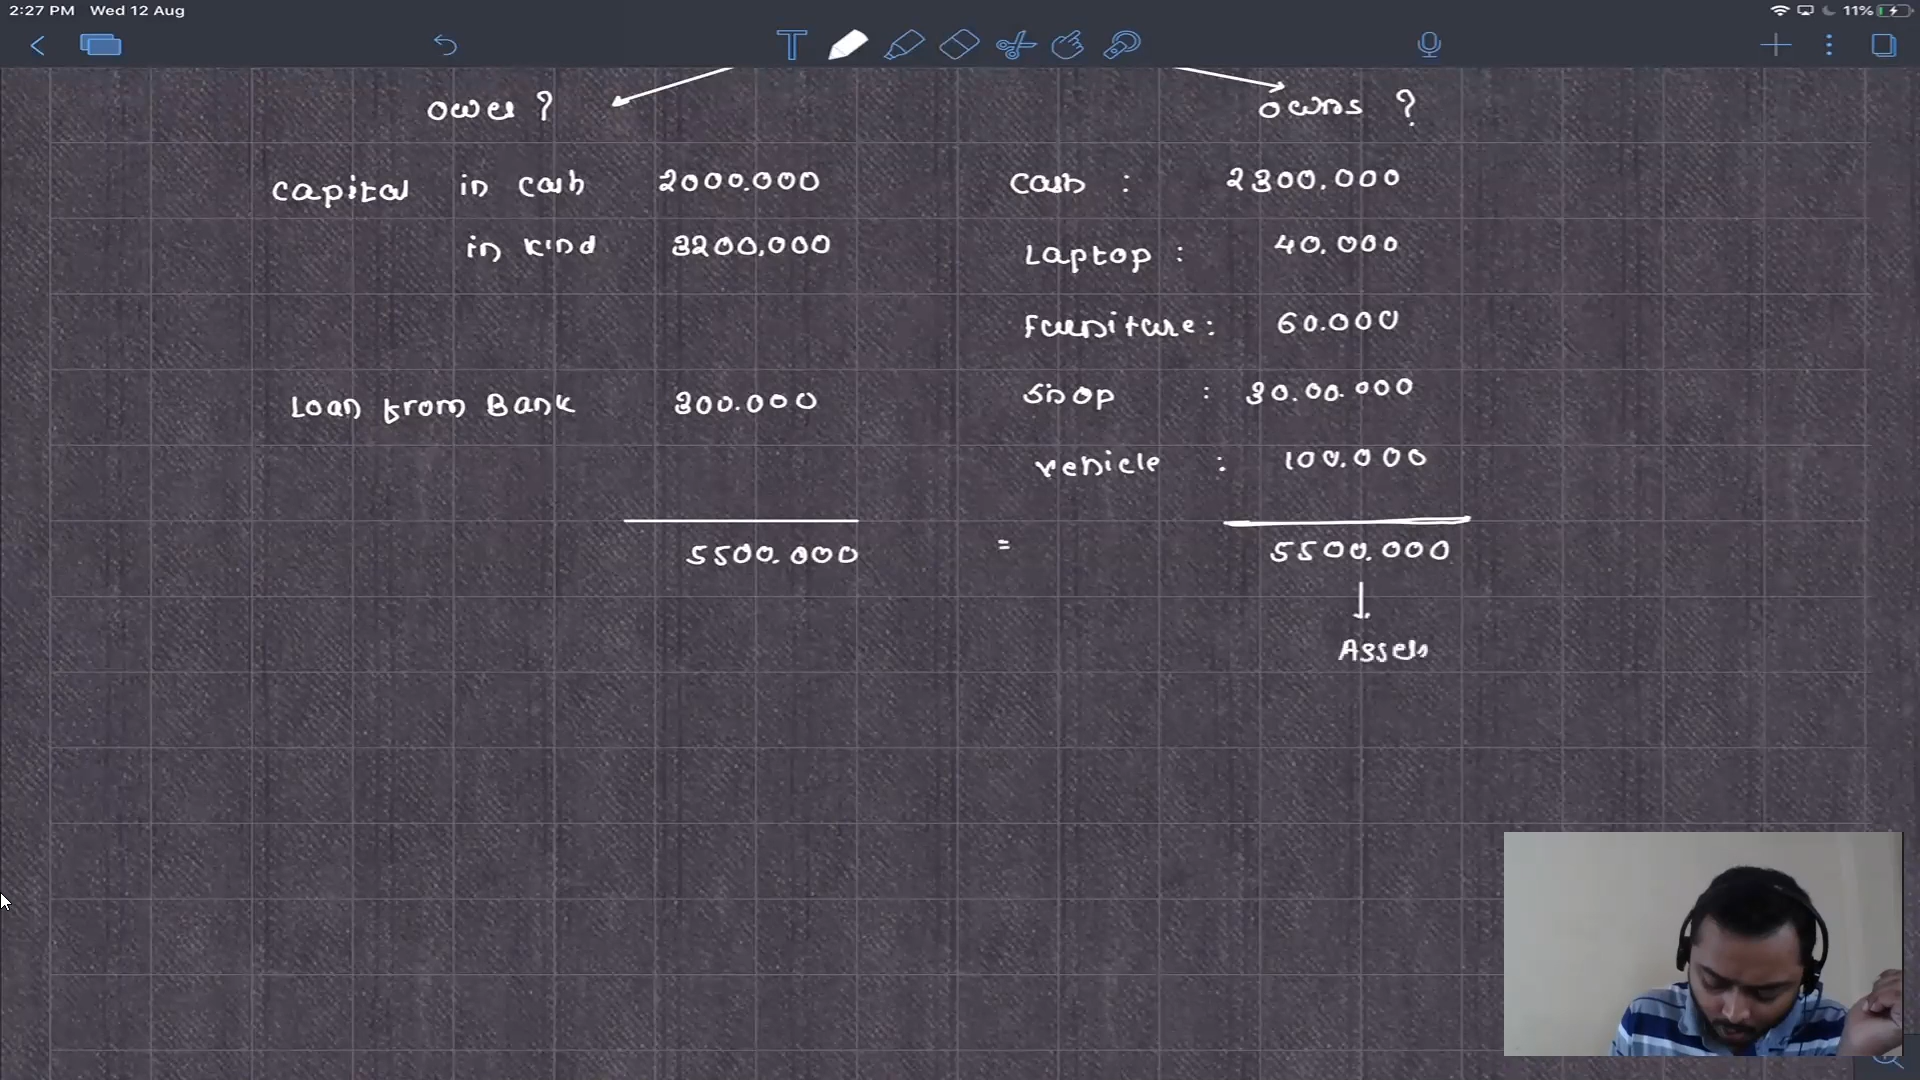 2:27 PM Wed 12 Aug 11%
owes ? owns ?
Capital in cash 2000.000 Cash : 2300.000
in kind 3200,000 Laptop : 40.000
Furniture : 60.000
Loan from Bank 300.000 Shop : 30.00.000
vehicle : 100.000
5500.000 = 5500.000
Assets